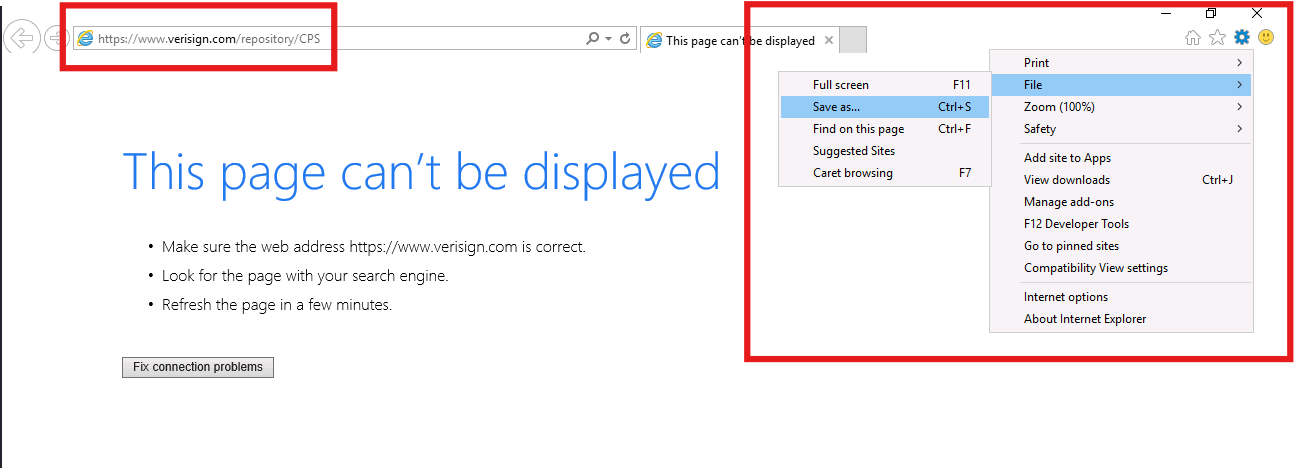 https://www.verisign.com/repository/CPS
This page can't be displayed
Print
File
Zoom (100%)
Safety
Add site to Apps
View downloads Ctrl+J
Manage add-ons
F12 Developer Tools
Go to pinned sites
Compatibility View settings
Internet options
About Internet Explorer
Full screen F11
Save as... Ctrl+S
Find on this page Ctrl+F
Suggested Sites
Caret browsing F7
This page can’t be displayed
• Make sure the web address https://www.verisign.com is correct.
• Look for the page with your search engine.
• Refresh the page in a few minutes.
Fix connection problems